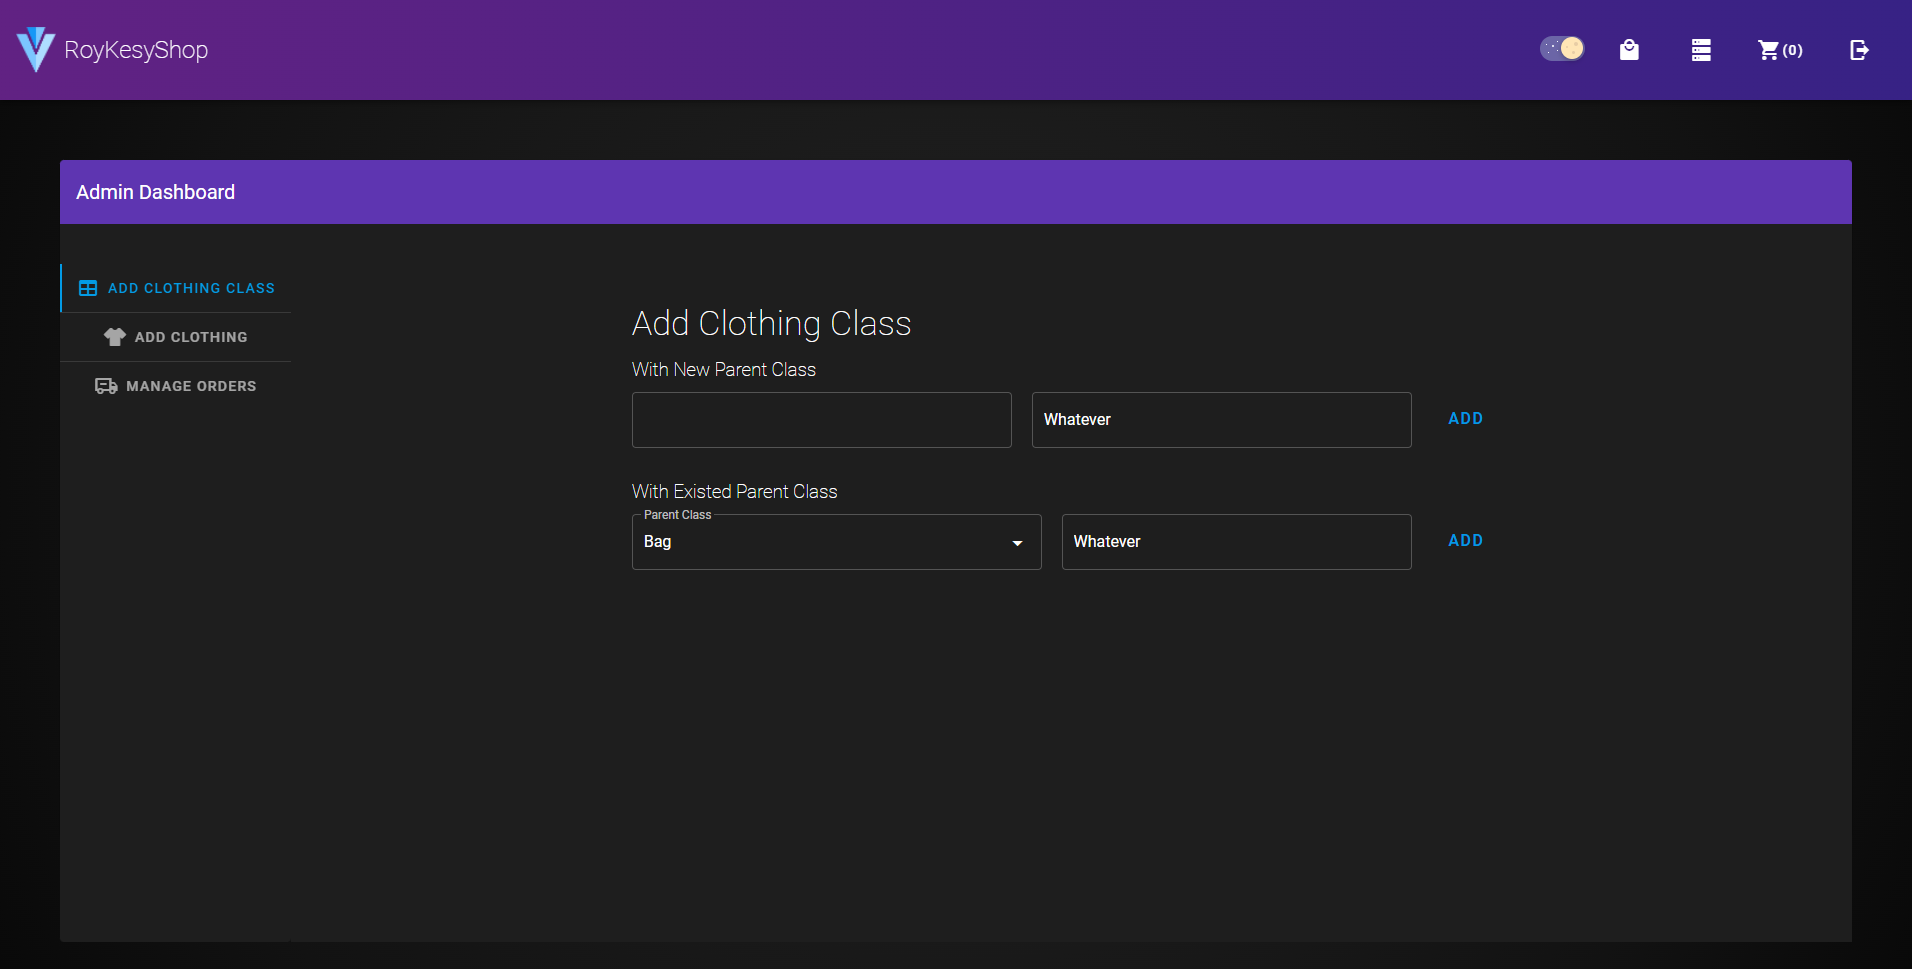 RoyKesyShop
(0)
Admin Dashboard
ADD CLOTHING CLASS
ADD CLOTHING
MANAGE ORDERS
Add Clothing Class
With New Parent Class
Whatever
ADD
With Existed Parent Class
Parent Class
Bag
Whatever
ADD